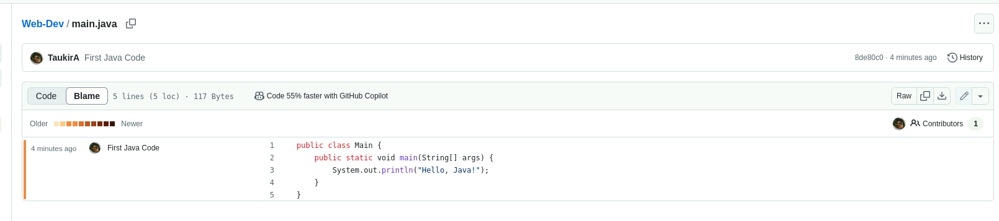 Web-Dev / main.java
TaukirA First Java Code 8de80c0 · 4 minutes ago History
Code Blame 5 lines (5 loc) · 117 Bytes Code 55% faster with GitHub Copilot Raw
Older Newer Contributors 1
4 minutes ago First Java Code 1 public class Main {
2 public static void main(String[] args) {
3 System.out.println("Hello, Java!");
4 }
5 }